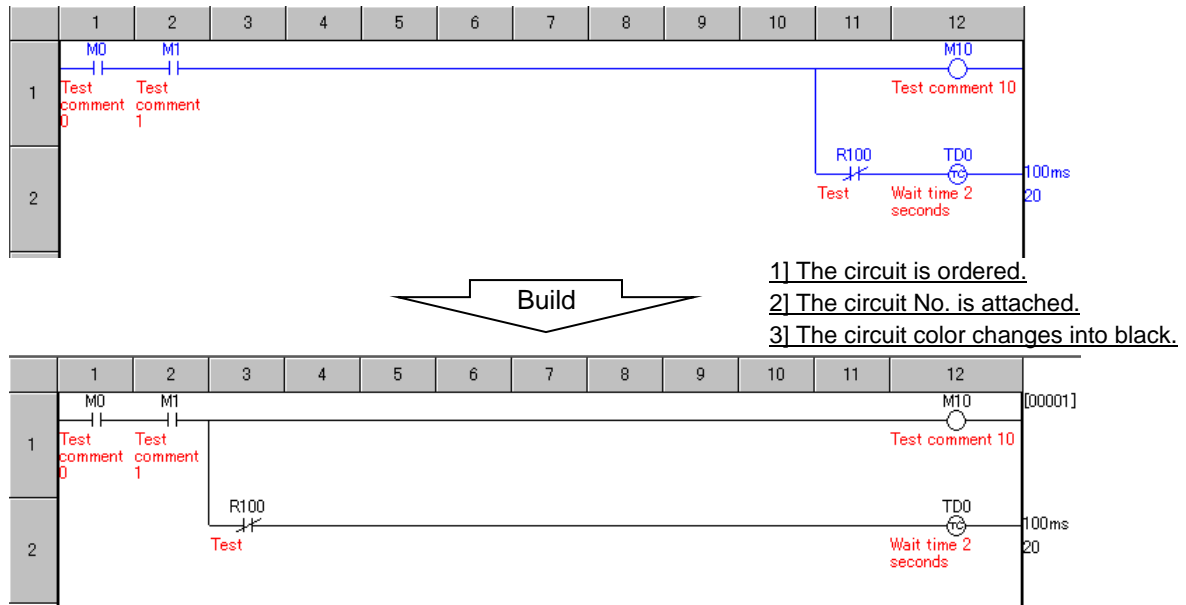 1 2 3 4 5 6 7 8 9 10 11 12
M0 M1 M10
1
Test Test Test comment 10
comment comment
0 1
R100 TD0
TC 100ms
2
Test Wait time 2 20
seconds
Build
1] The circuit is ordered.
2] The circuit No. is attached.
3] The circuit color changes into black.
1 2 3 4 5 6 7 8 9 10 11 12
M0 M1 M10 [00001]
1
Test Test Test comment 10
comment comment
0 1
R100 TD0
TC 100ms
2
Test Wait time 2 20
seconds